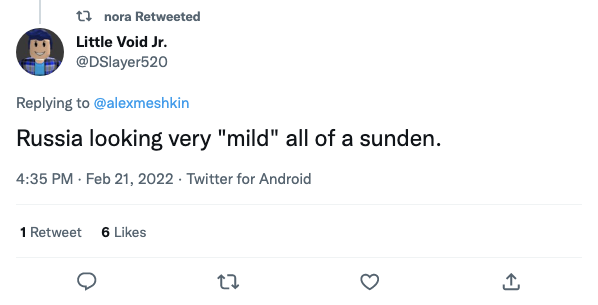 nora Retweeted
Little Void Jr.
@DSlayer520
Replying to @alexmeshkin
Russia looking very "mild" all of a sunden.
4:35 PM · Feb 21, 2022 · Twitter for Android
1 Retweet 6 Likes